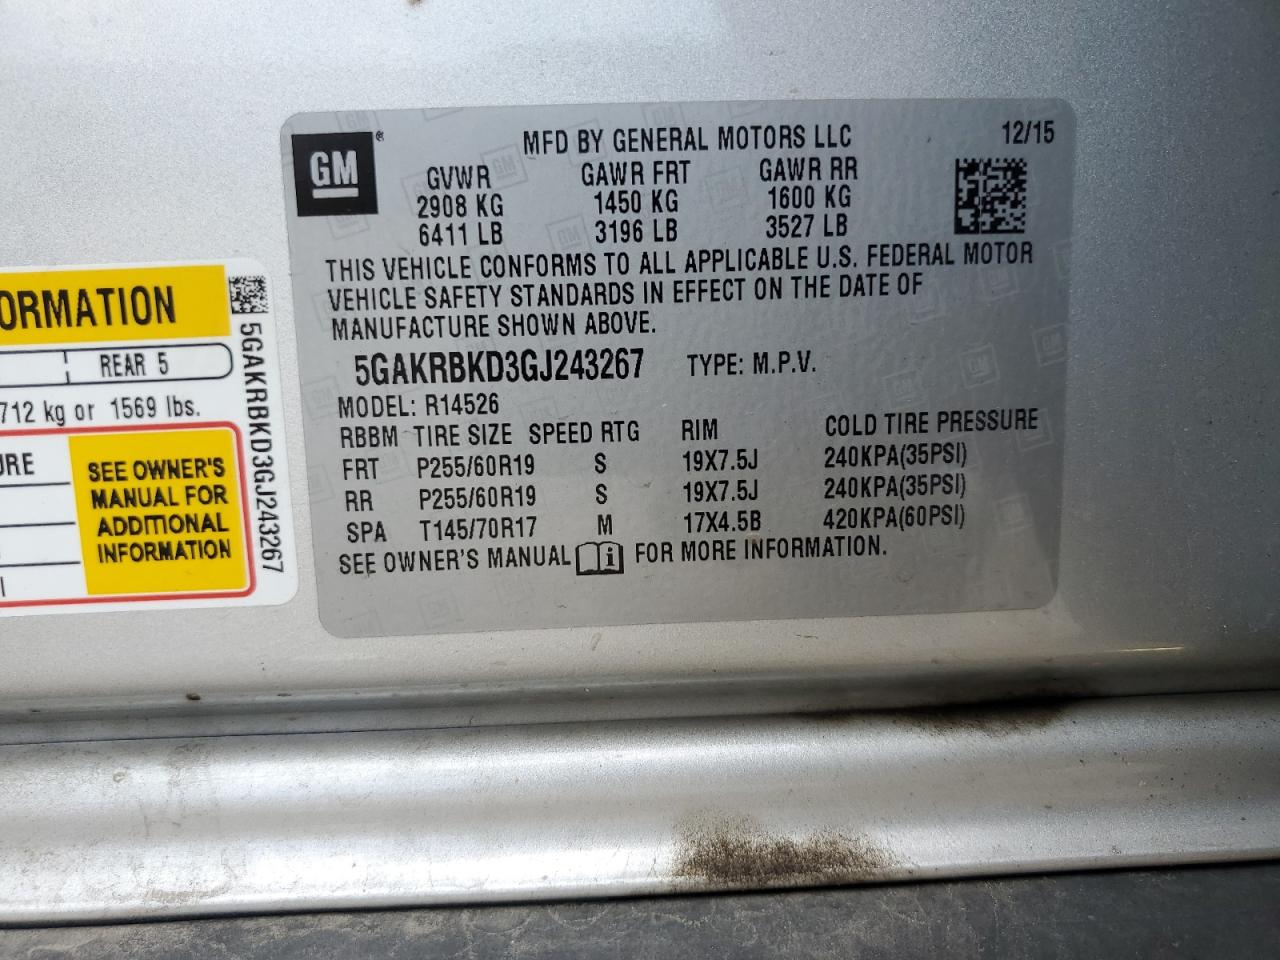 GM®
MFD BY GENERAL MOTORS LLC 12/15
GVWR GAWR FRT GAWR RR
2908 KG 1450 KG 1600 KG
6411 LB 3196 LB 3527 LB
THIS VEHICLE CONFORMS TO ALL APPLICABLE U.S. FEDERAL MOTOR
VEHICLE SAFETY STANDARDS IN EFFECT ON THE DATE OF
MANUFACTURE SHOWN ABOVE.
5GAKRBKD3GJ243267 TYPE: M.P.V.
MODEL: R14526
RBBM TIRE SIZE SPEED RTG RIM COLD TIRE PRESSURE
FRT P255/60R19 S 19X7.5J 240KPA(35PSI)
RR P255/60R19 S 19X7.5J 240KPA(35PSI)
SPA T145/70R17 M 17X4.5B 420KPA(60PSI)
SEE OWNER'S MANUAL i FOR MORE INFORMATION.
ORMATION
REAR 5
712 kg or 1569 lbs.
URE
SEE OWNER'S
MANUAL FOR
ADDITIONAL
INFORMATION
5GAKRBKD3GJ243267